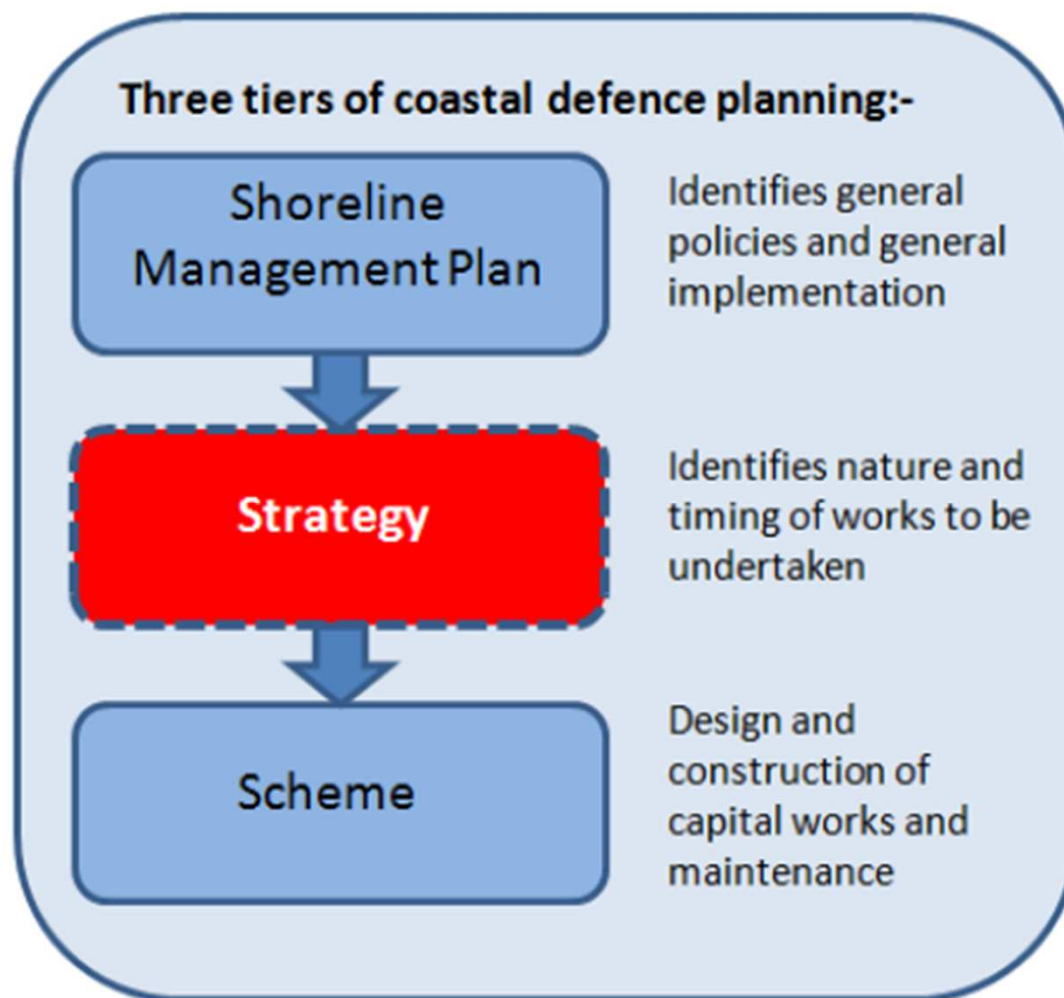 Three tiers of coastal defence planning:-
Shoreline
Management Plan
Identifies general
policies and general
implementation
Strategy
Identifies nature and
timing of works to be
undertaken
Scheme
Design and
construction of
capital works and
maintenance